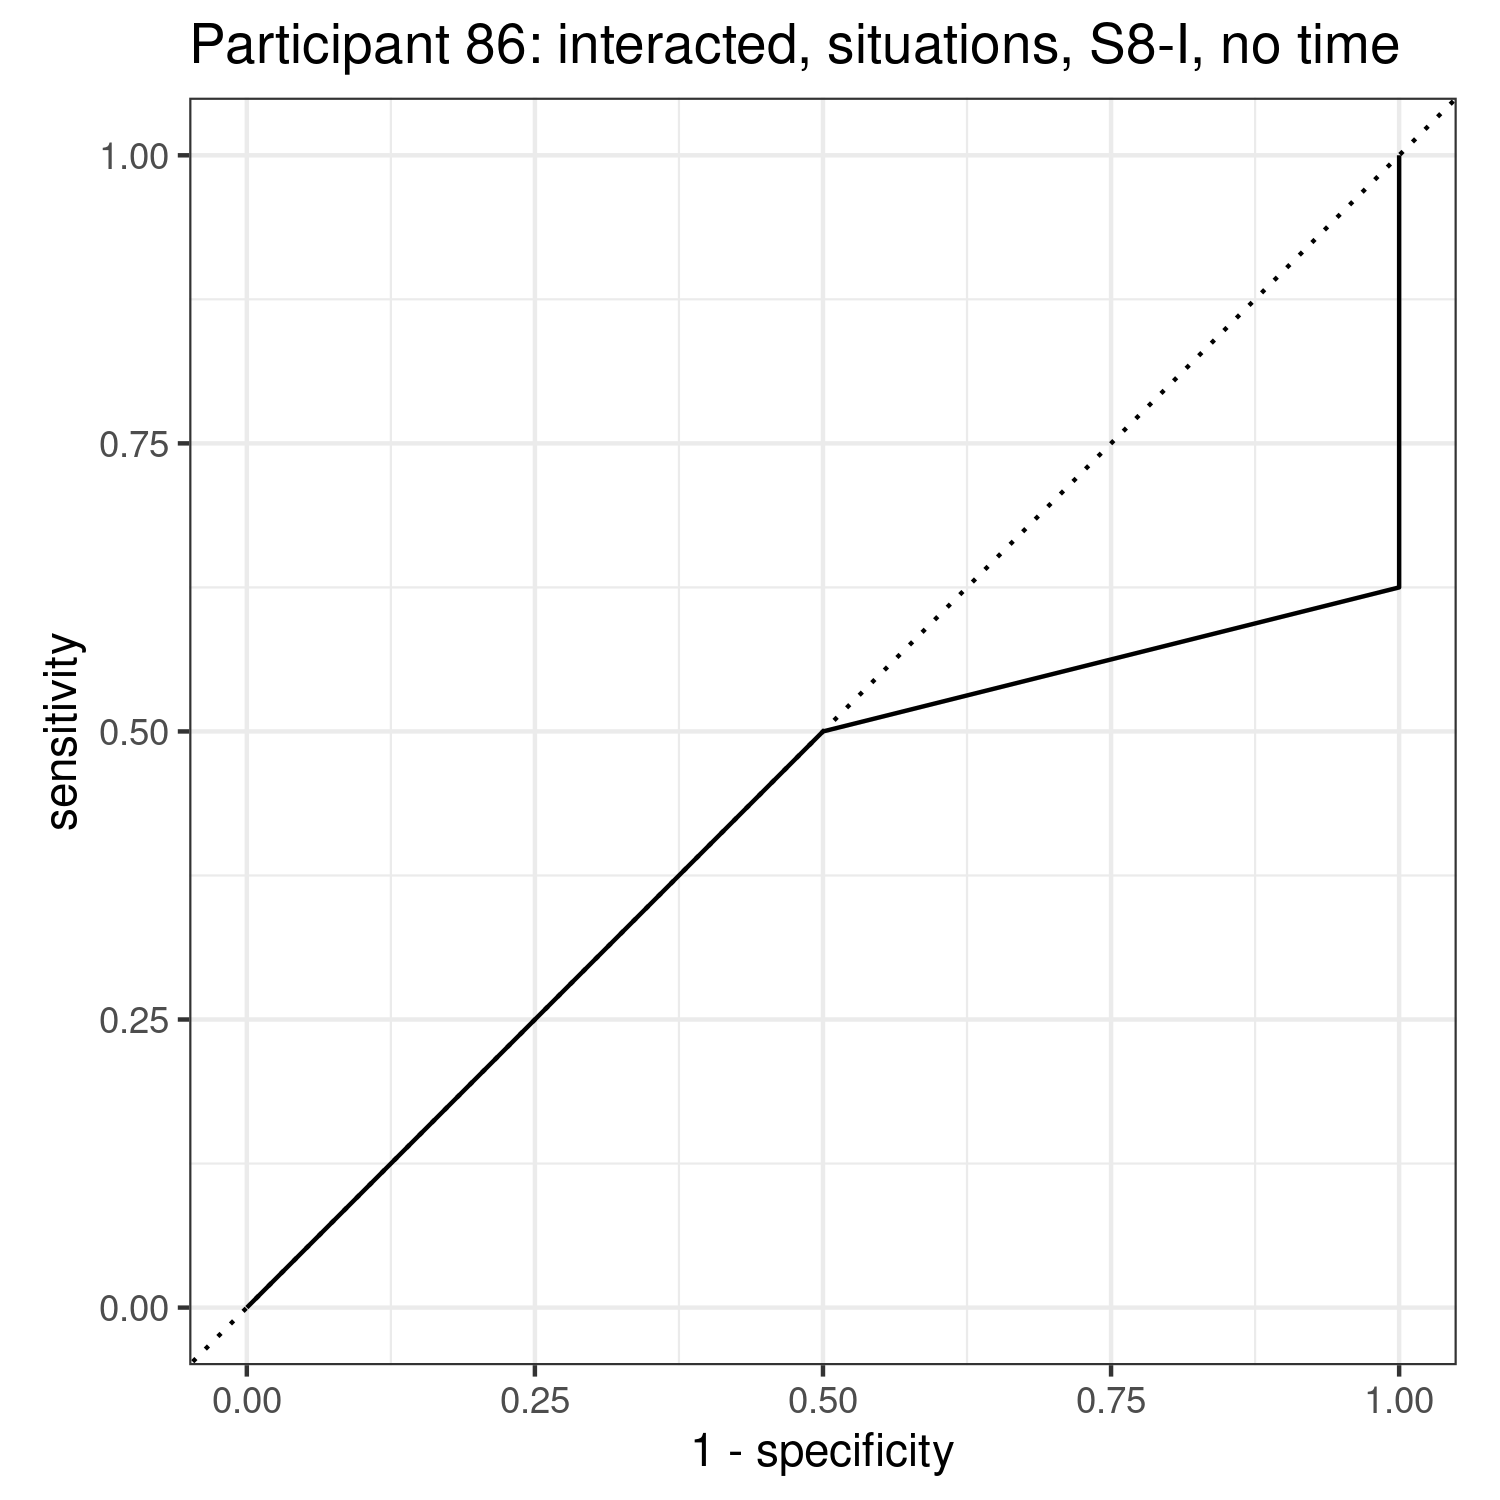 Participant 86: interacted, situations, S8-I, no time
1.00
0.75
0.50
0.25
0.00
sensitivity
0.00 0.25 0.50 0.75 1.00
1 - specificity